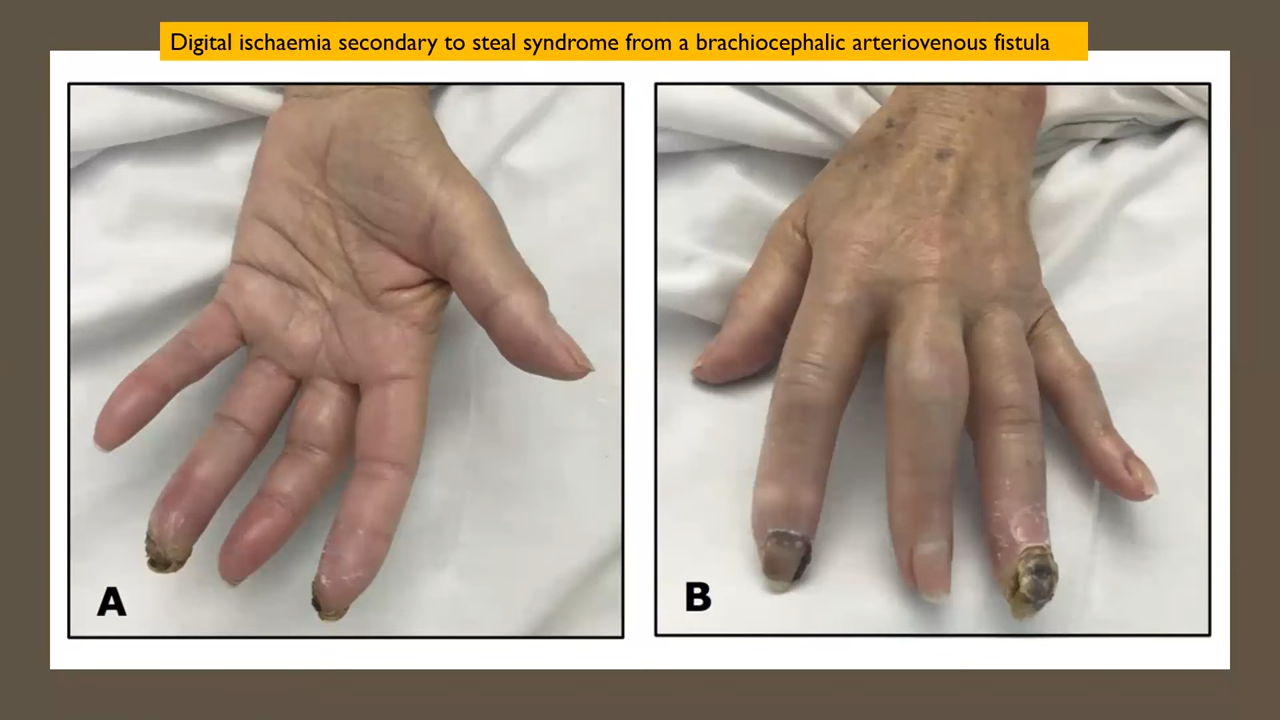 Digital ischaemia secondary to steal syndrome from a brachiocephalic arteriovenous fistula
A
B